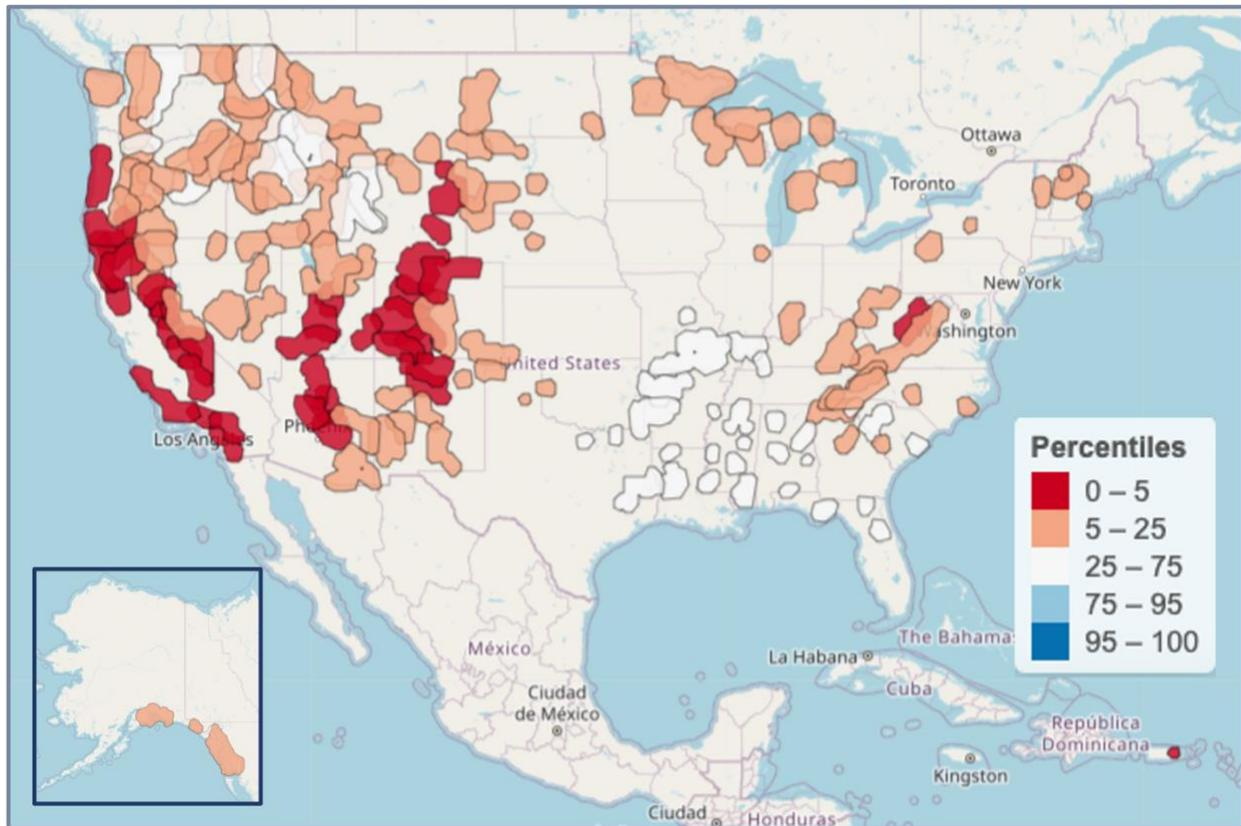 Ottawa
Toronto
New York
Washington
United States
Los Angeles
Phoenix
Percentiles
0 – 5
5 – 25
25 – 75
75 – 95
95 – 100
México
Ciudad
de México
La Habana
The Bahamas
Cuba
República
Dominicana
Kingston
Ciudad
Honduras